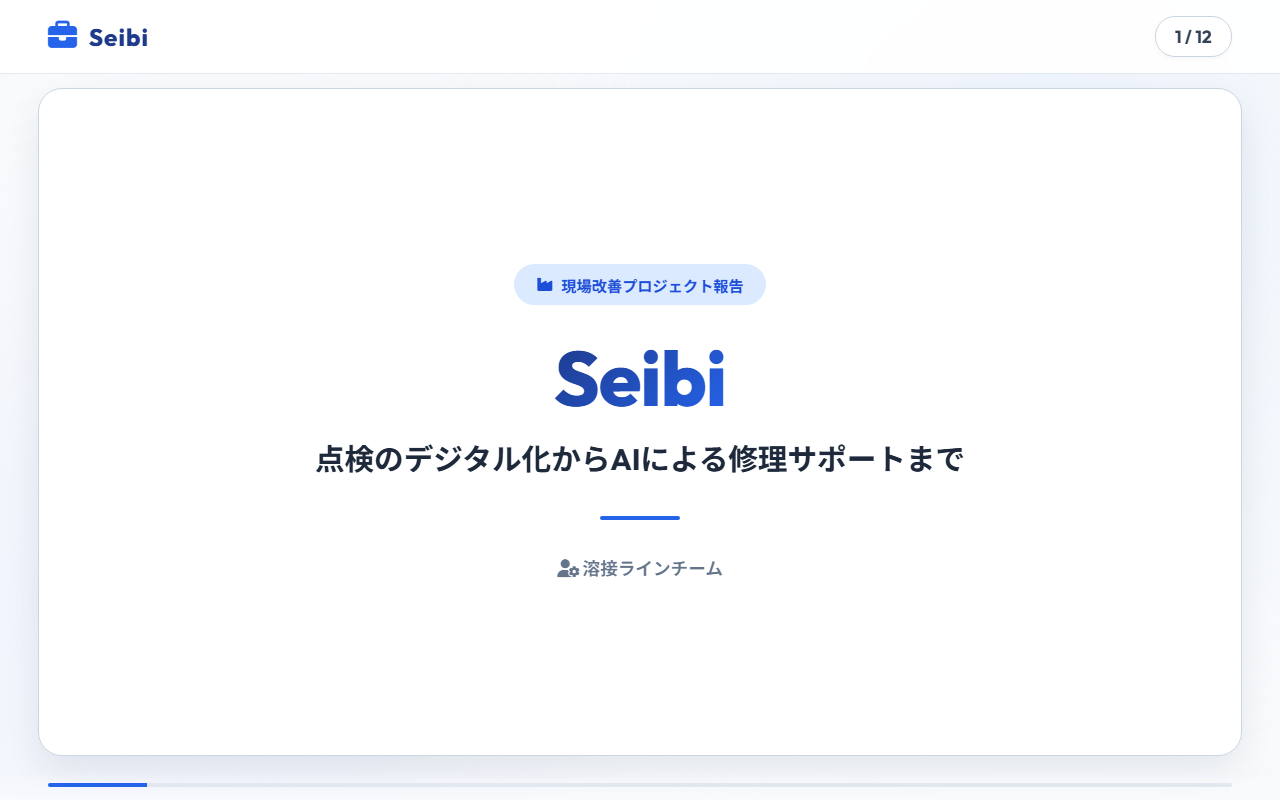 Seibi
1 / 12
現場改善プロジェクト報告
Seibi
点検のデジタル化からAIによる修理サポートまで
溶接ラインチーム